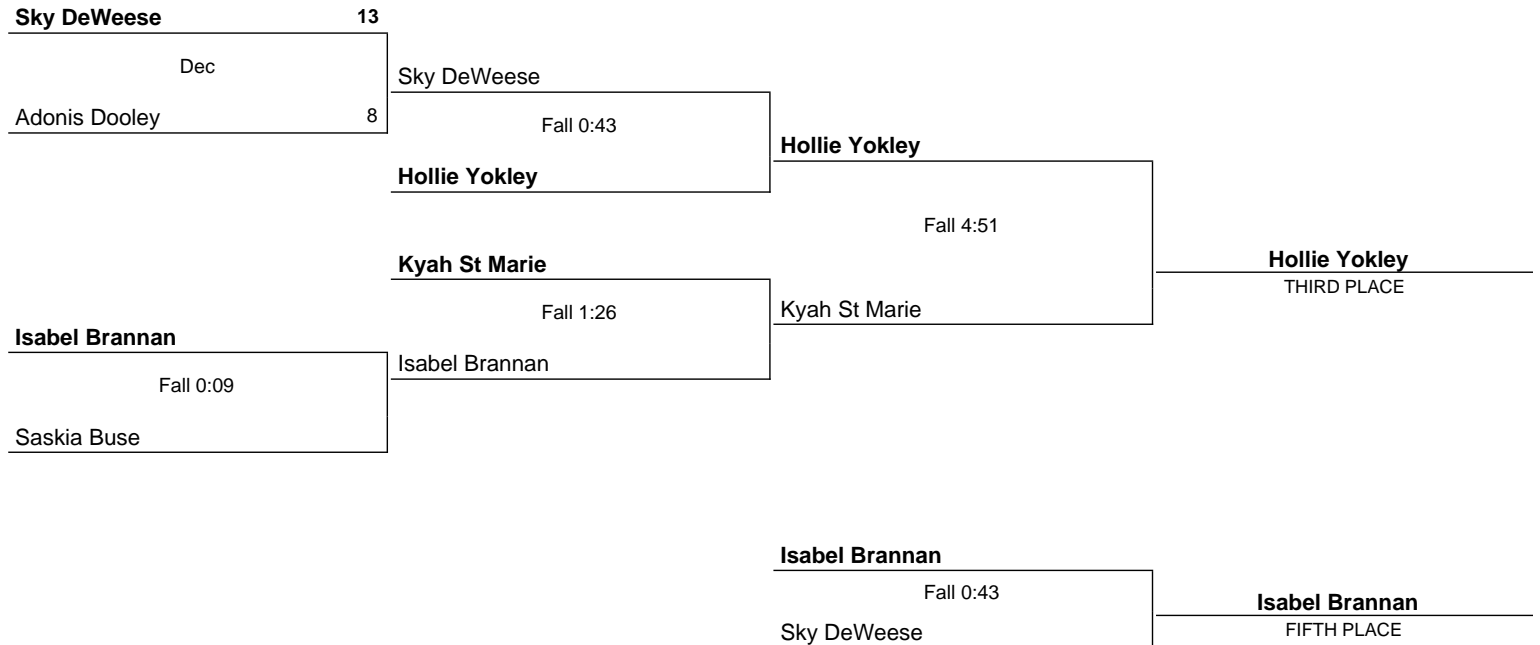 Sky DeWeese 13
Dec
Adonis Dooley 8
Sky DeWeese
Fall 0:43
Hollie Yokley
Hollie Yokley
Fall 4:51
Kyah St Marie
Hollie Yokley
THIRD PLACE
Kyah St Marie
Fall 1:26
Isabel Brannan
Isabel Brannan
Fall 0:09
Saskia Buse
Isabel Brannan
Fall 0:43
Sky DeWeese
Isabel Brannan
FIFTH PLACE